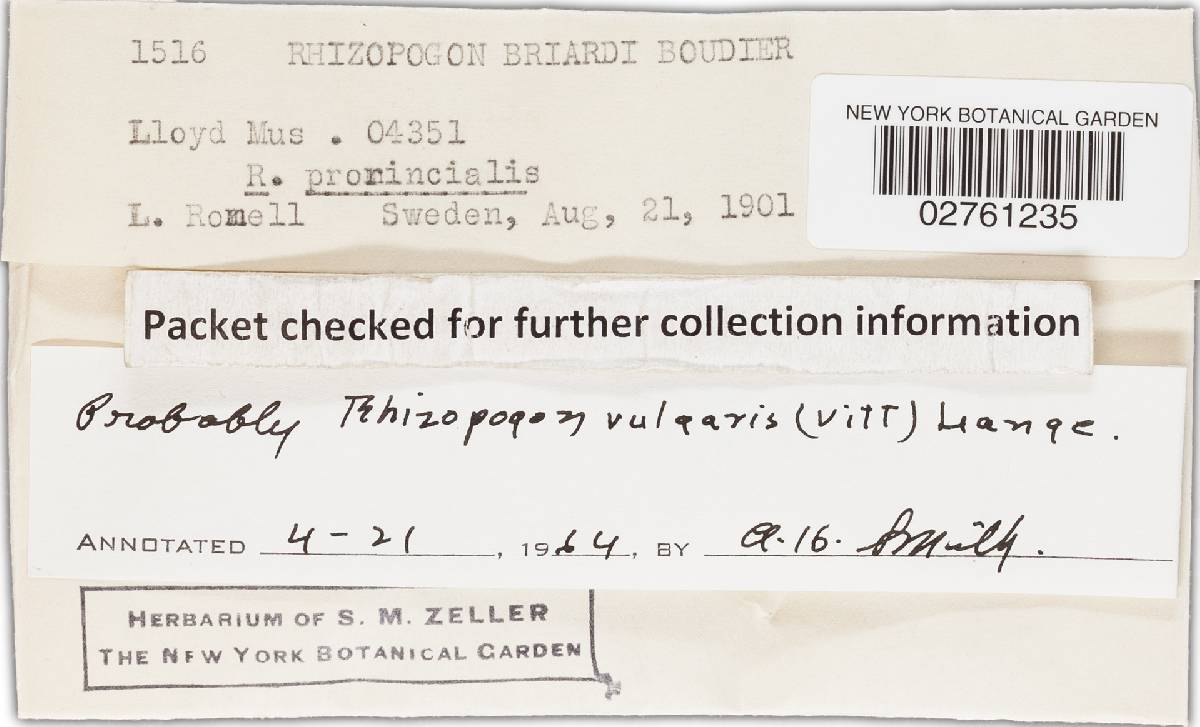 1516 RHIZOPOGON BRIARDI BOUDIER
Lloyd Mus . 04351
R. promincialis
L. Romell Sweden, Aug, 21, 1901
NEW YORK BOTANICAL GARDEN
02761235
Packet checked for further collection information
Probably Rhizopogon vulgaris (Vitt) Lange.
ANNOTATED 4-21, 1964, BY A.H. Smith.
HERBARIUM OF S. M. ZELLER
THE NEW YORK BOTANICAL GARDEN